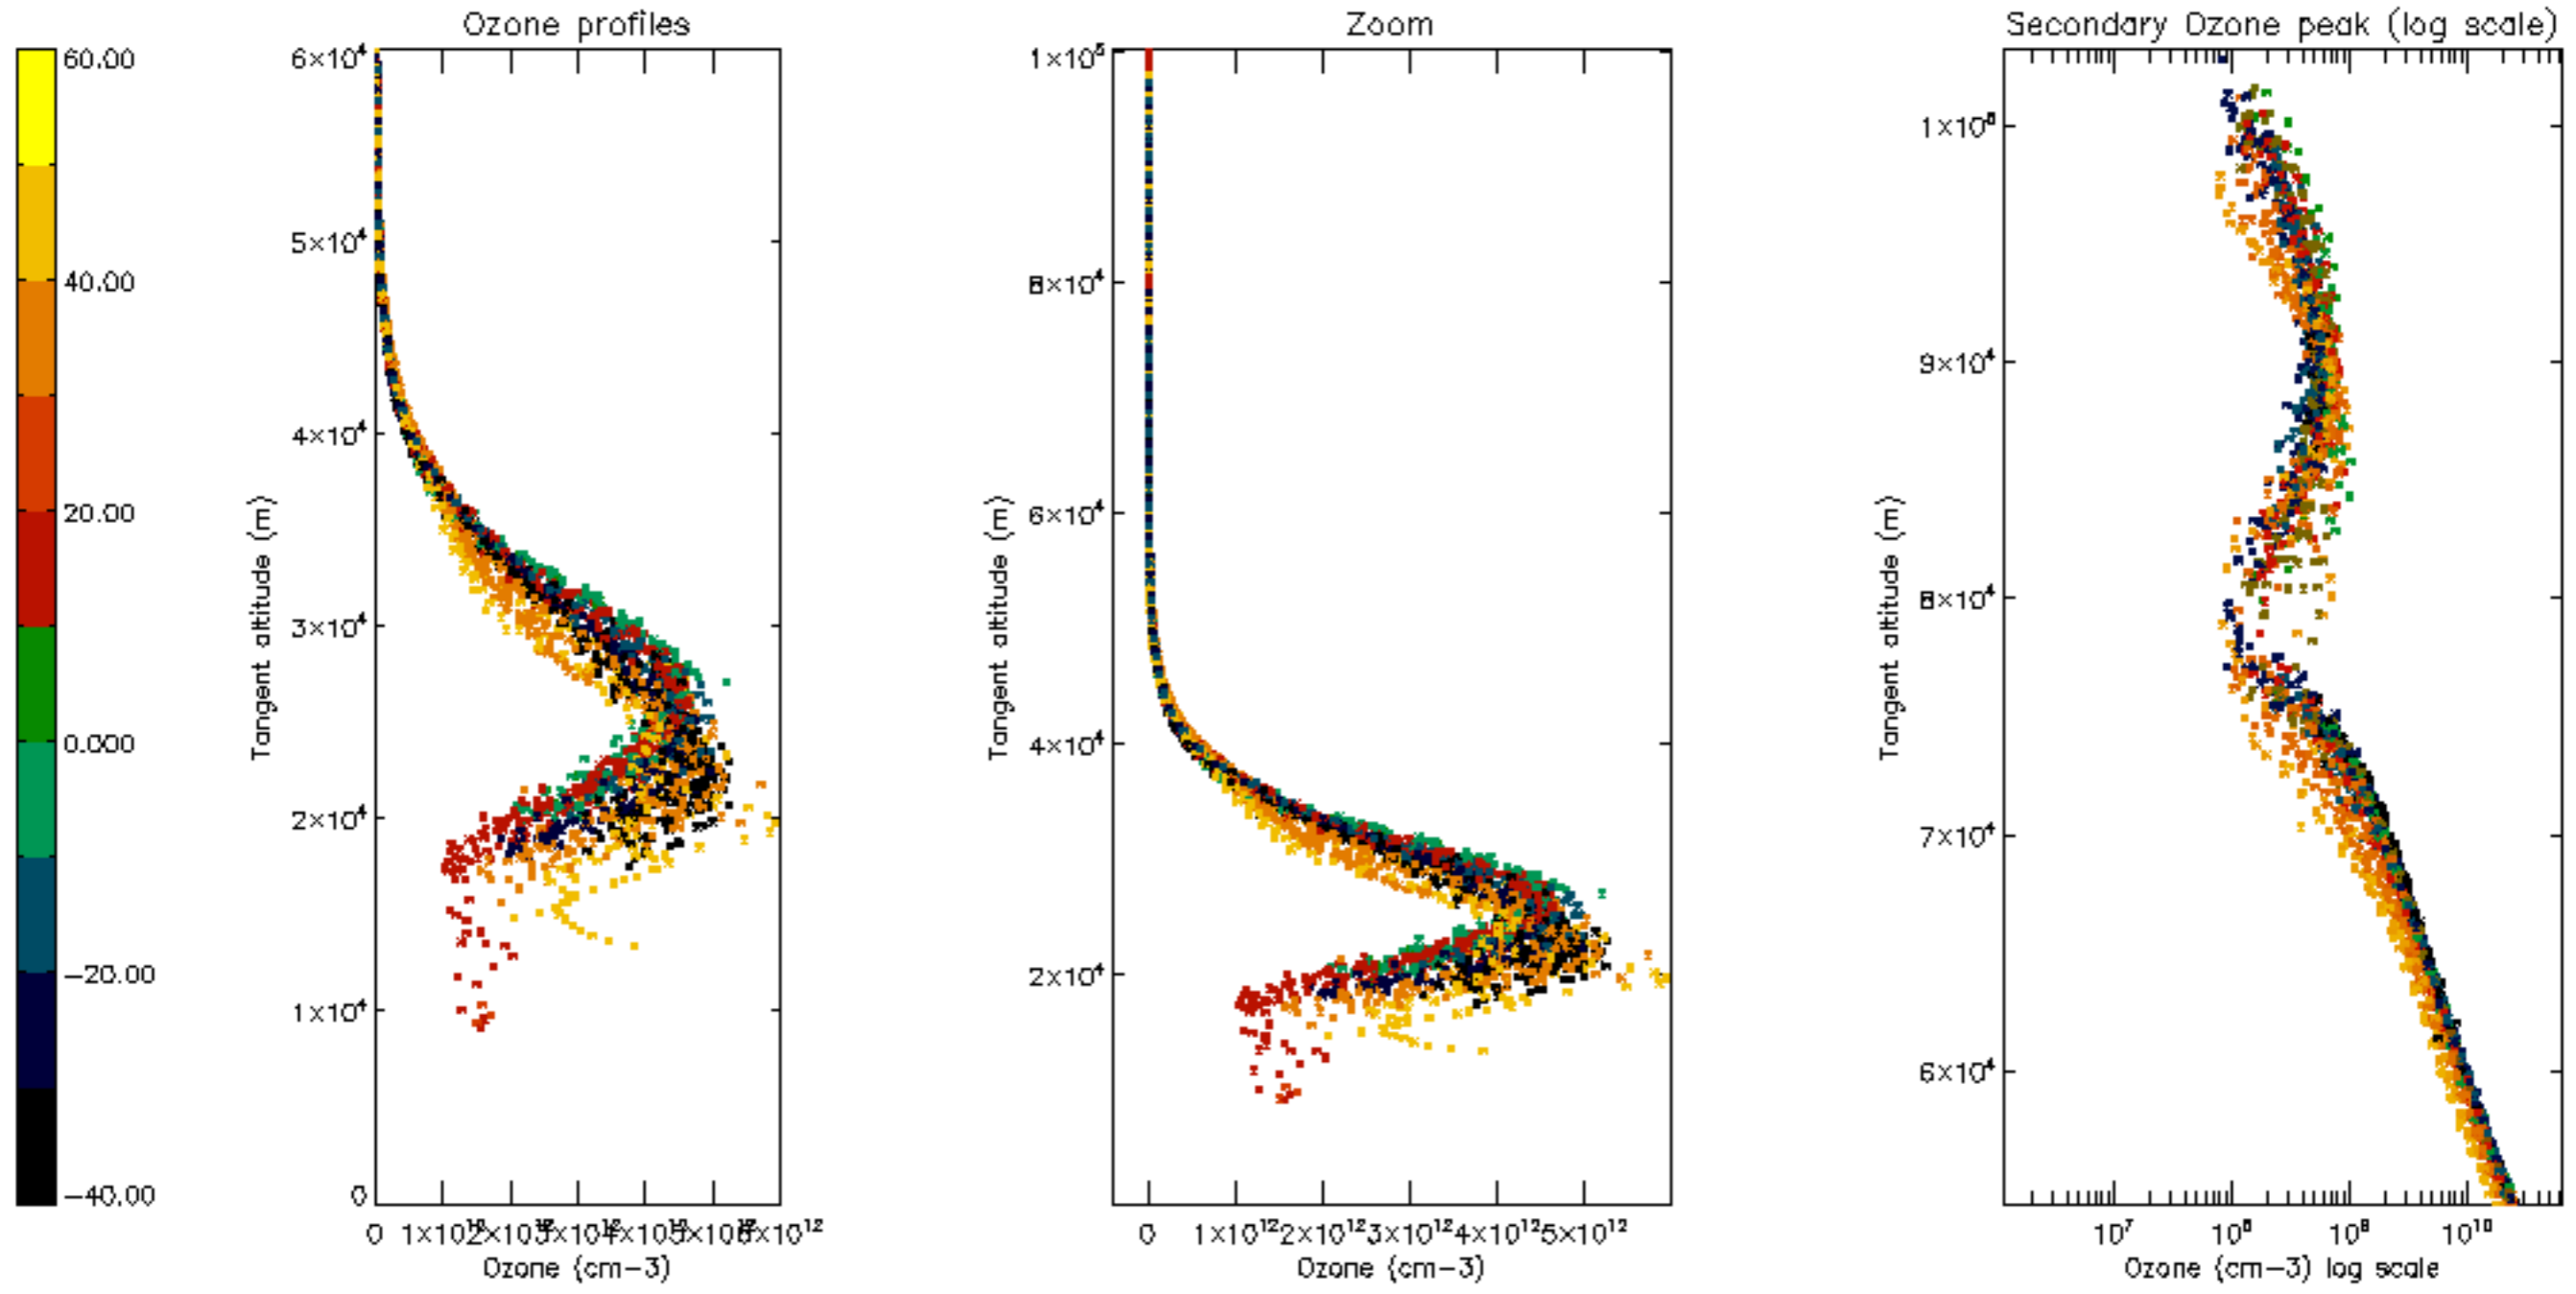 Ozone profiles
Zoom
Secondary Ozone peak (log scale)
60.00
40.00
20.00
0.000
−20.00
−40.00
6×10⁴
5×10⁴
4×10⁴
3×10⁴
2×10⁴
1×10⁴
0
Tangent altitude (m)
0
6×10¹²
Ozone (cm−3)
1×10⁵
8×10⁴
6×10⁴
4×10⁴
2×10⁴
Tangent altitude (m)
0 1×10¹² 2×10¹² 3×10¹² 4×10¹² 5×10¹²
Ozone (cm−3)
1×10⁵
9×10⁴
8×10⁴
7×10⁴
6×10⁴
Tangent altitude (m)
10⁷ 10⁸ 10⁹ 10¹⁰
Ozone (cm−3) log scale